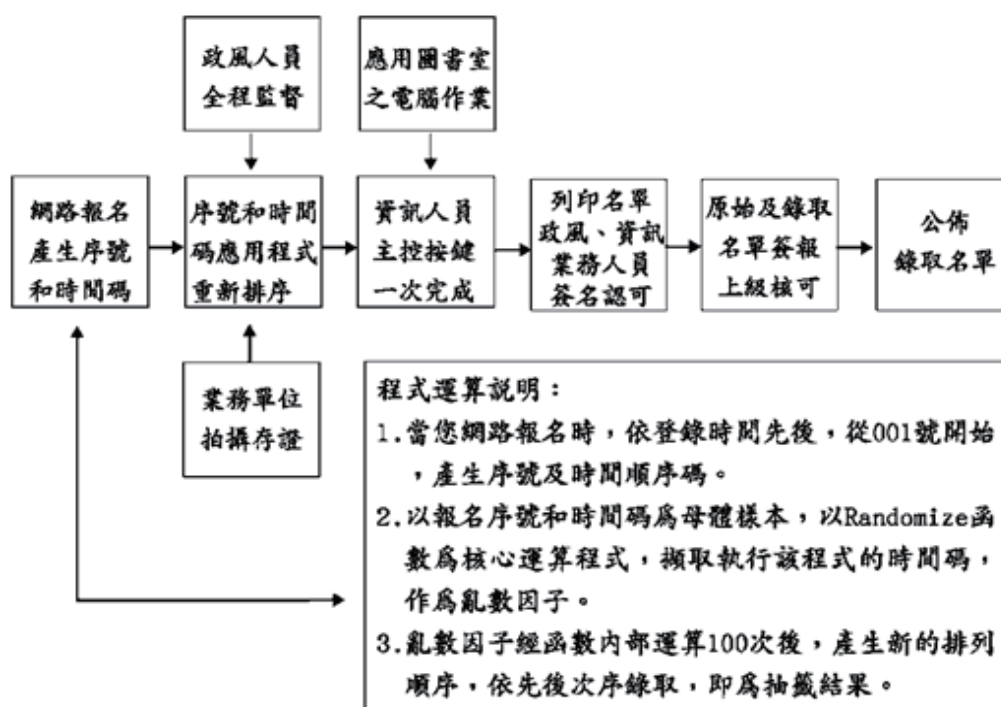 政風人員
全程監督
應用圖書室
之電腦作業
網路報名
產生序號
和時間碼
序號和時間
碼應用程式
重新排序
資訊人員
主控按鍵
一次完成
列印名單
政風、資訊
業務人員
簽名認可
原始及錄取
名單簽報
上級核可
公佈
錄取名單
業務單位
拍攝存證
程式運算説明：
1.當您網路報名時，依登錄時間先後，從001號開始
，產生序號及時間順序碼。
2.以報名序號和時間碼爲母體樣本，以Randomize函
數爲核心運算程式，擷取執行該程式的時間碼，
作爲亂數因子。
3.亂數因子經函數內部運算100次後，產生新的排列
順序，依先後次序錄取，即爲抽籤結果。